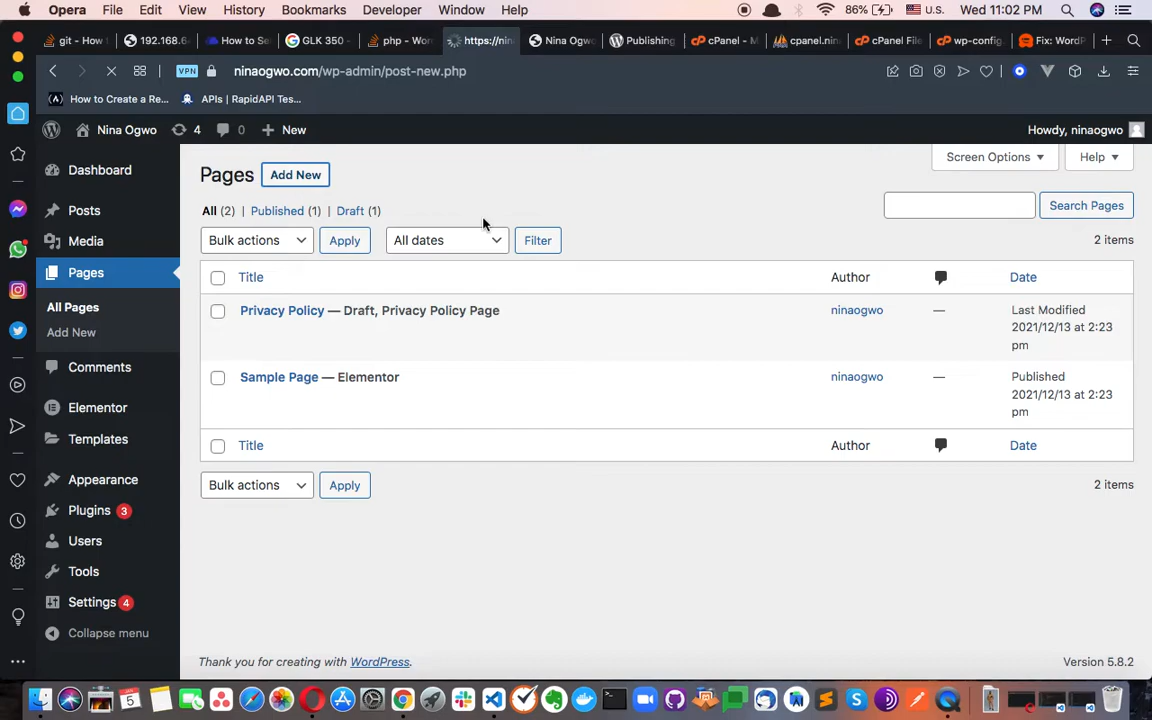 Opera File Edit View History Bookmarks Developer Window Help 86% U.S. Wed 11:02 PM
git - How t 192.168.6 How to Se GLK 350 - php - Wor https://nin Nina Ogwo Publishing cPanel - M cpanel.nin cPanel File wp-config. Fix: WordP
VPN ninaogwo.com/wp-admin/post-new.php
How to Create a Re... APIs | RapidAPI Tes...
Nina Ogwo 4 0 + New Howdy, ninaogwo
Dashboard
Posts
Media
Pages
All Pages
Add New
Comments
Elementor
Templates
Appearance
Plugins 3
Users
Tools
Settings 4
Collapse menu
Screen Options Help
Pages Add New
All (2) | Published (1) | Draft (1)
Search Pages
Bulk actions Apply All dates Filter 2 items
Title Author Date
Privacy Policy — Draft, Privacy Policy Page ninaogwo — Last Modified
2021/12/13 at 2:23
pm
Sample Page — Elementor ninaogwo — Published
2021/12/13 at 2:23
pm
Title Author Date
Bulk actions Apply 2 items
Thank you for creating with WordPress. Version 5.8.2
5